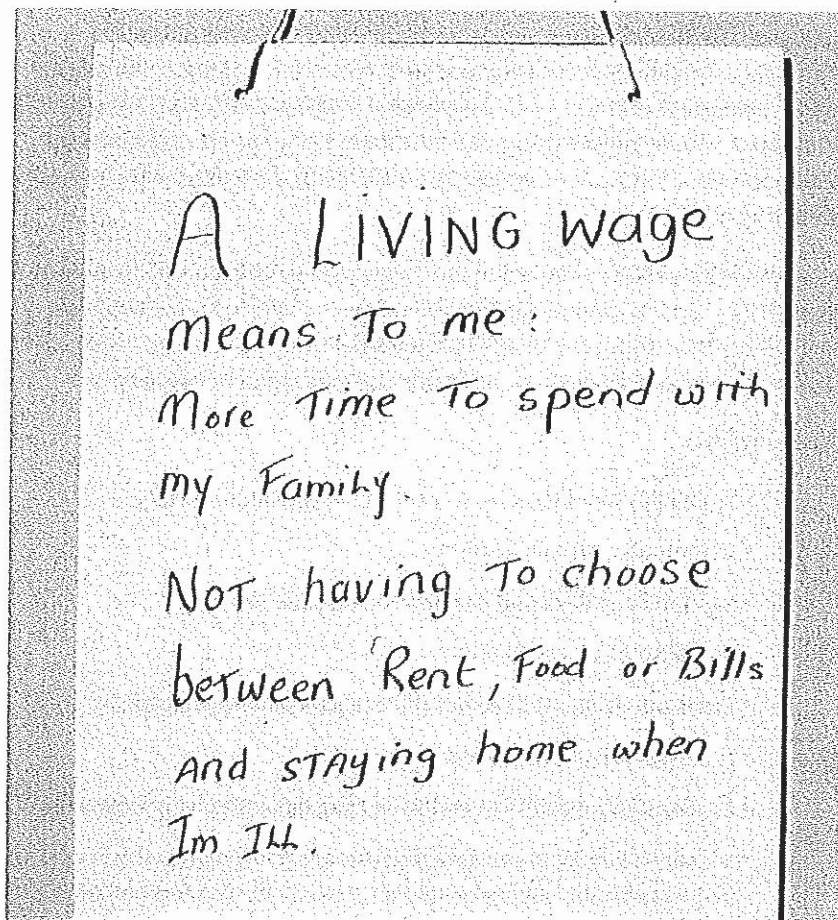 A LIVING wage
means To me:
More Time To spend with
my Family.
Not having To choose
between Rent, Food or Bills
And staying home when
Im Ill.